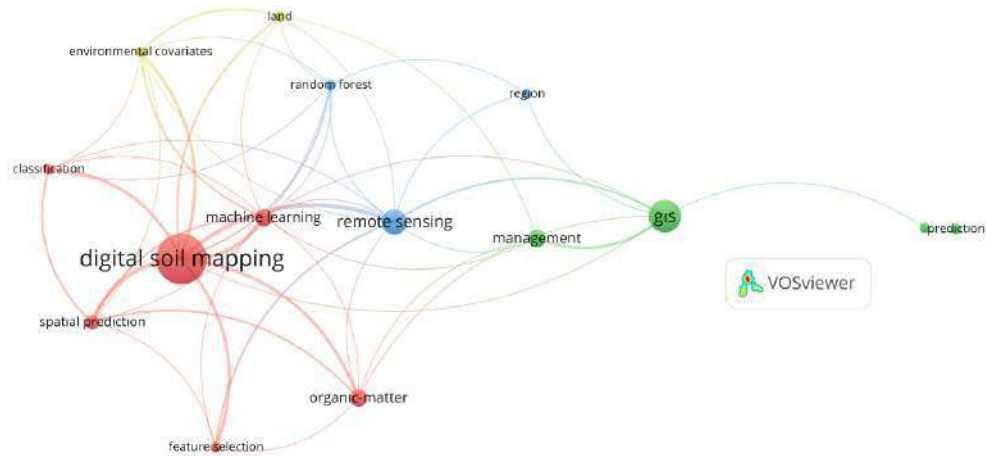 land
environmental covariates
random forest
region
classification
machine learning
remote sensing
gis
management
prediction
digital soil mapping
VOSviewer
spatial prediction
organic-matter
feature selection